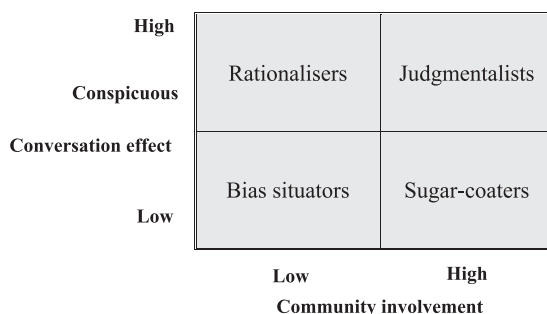 High
Rationalisers
Judgmentalists
Conspicuous
Conversation effect
Bias situators
Sugar-coaters
Low
Low
High
Community involvement